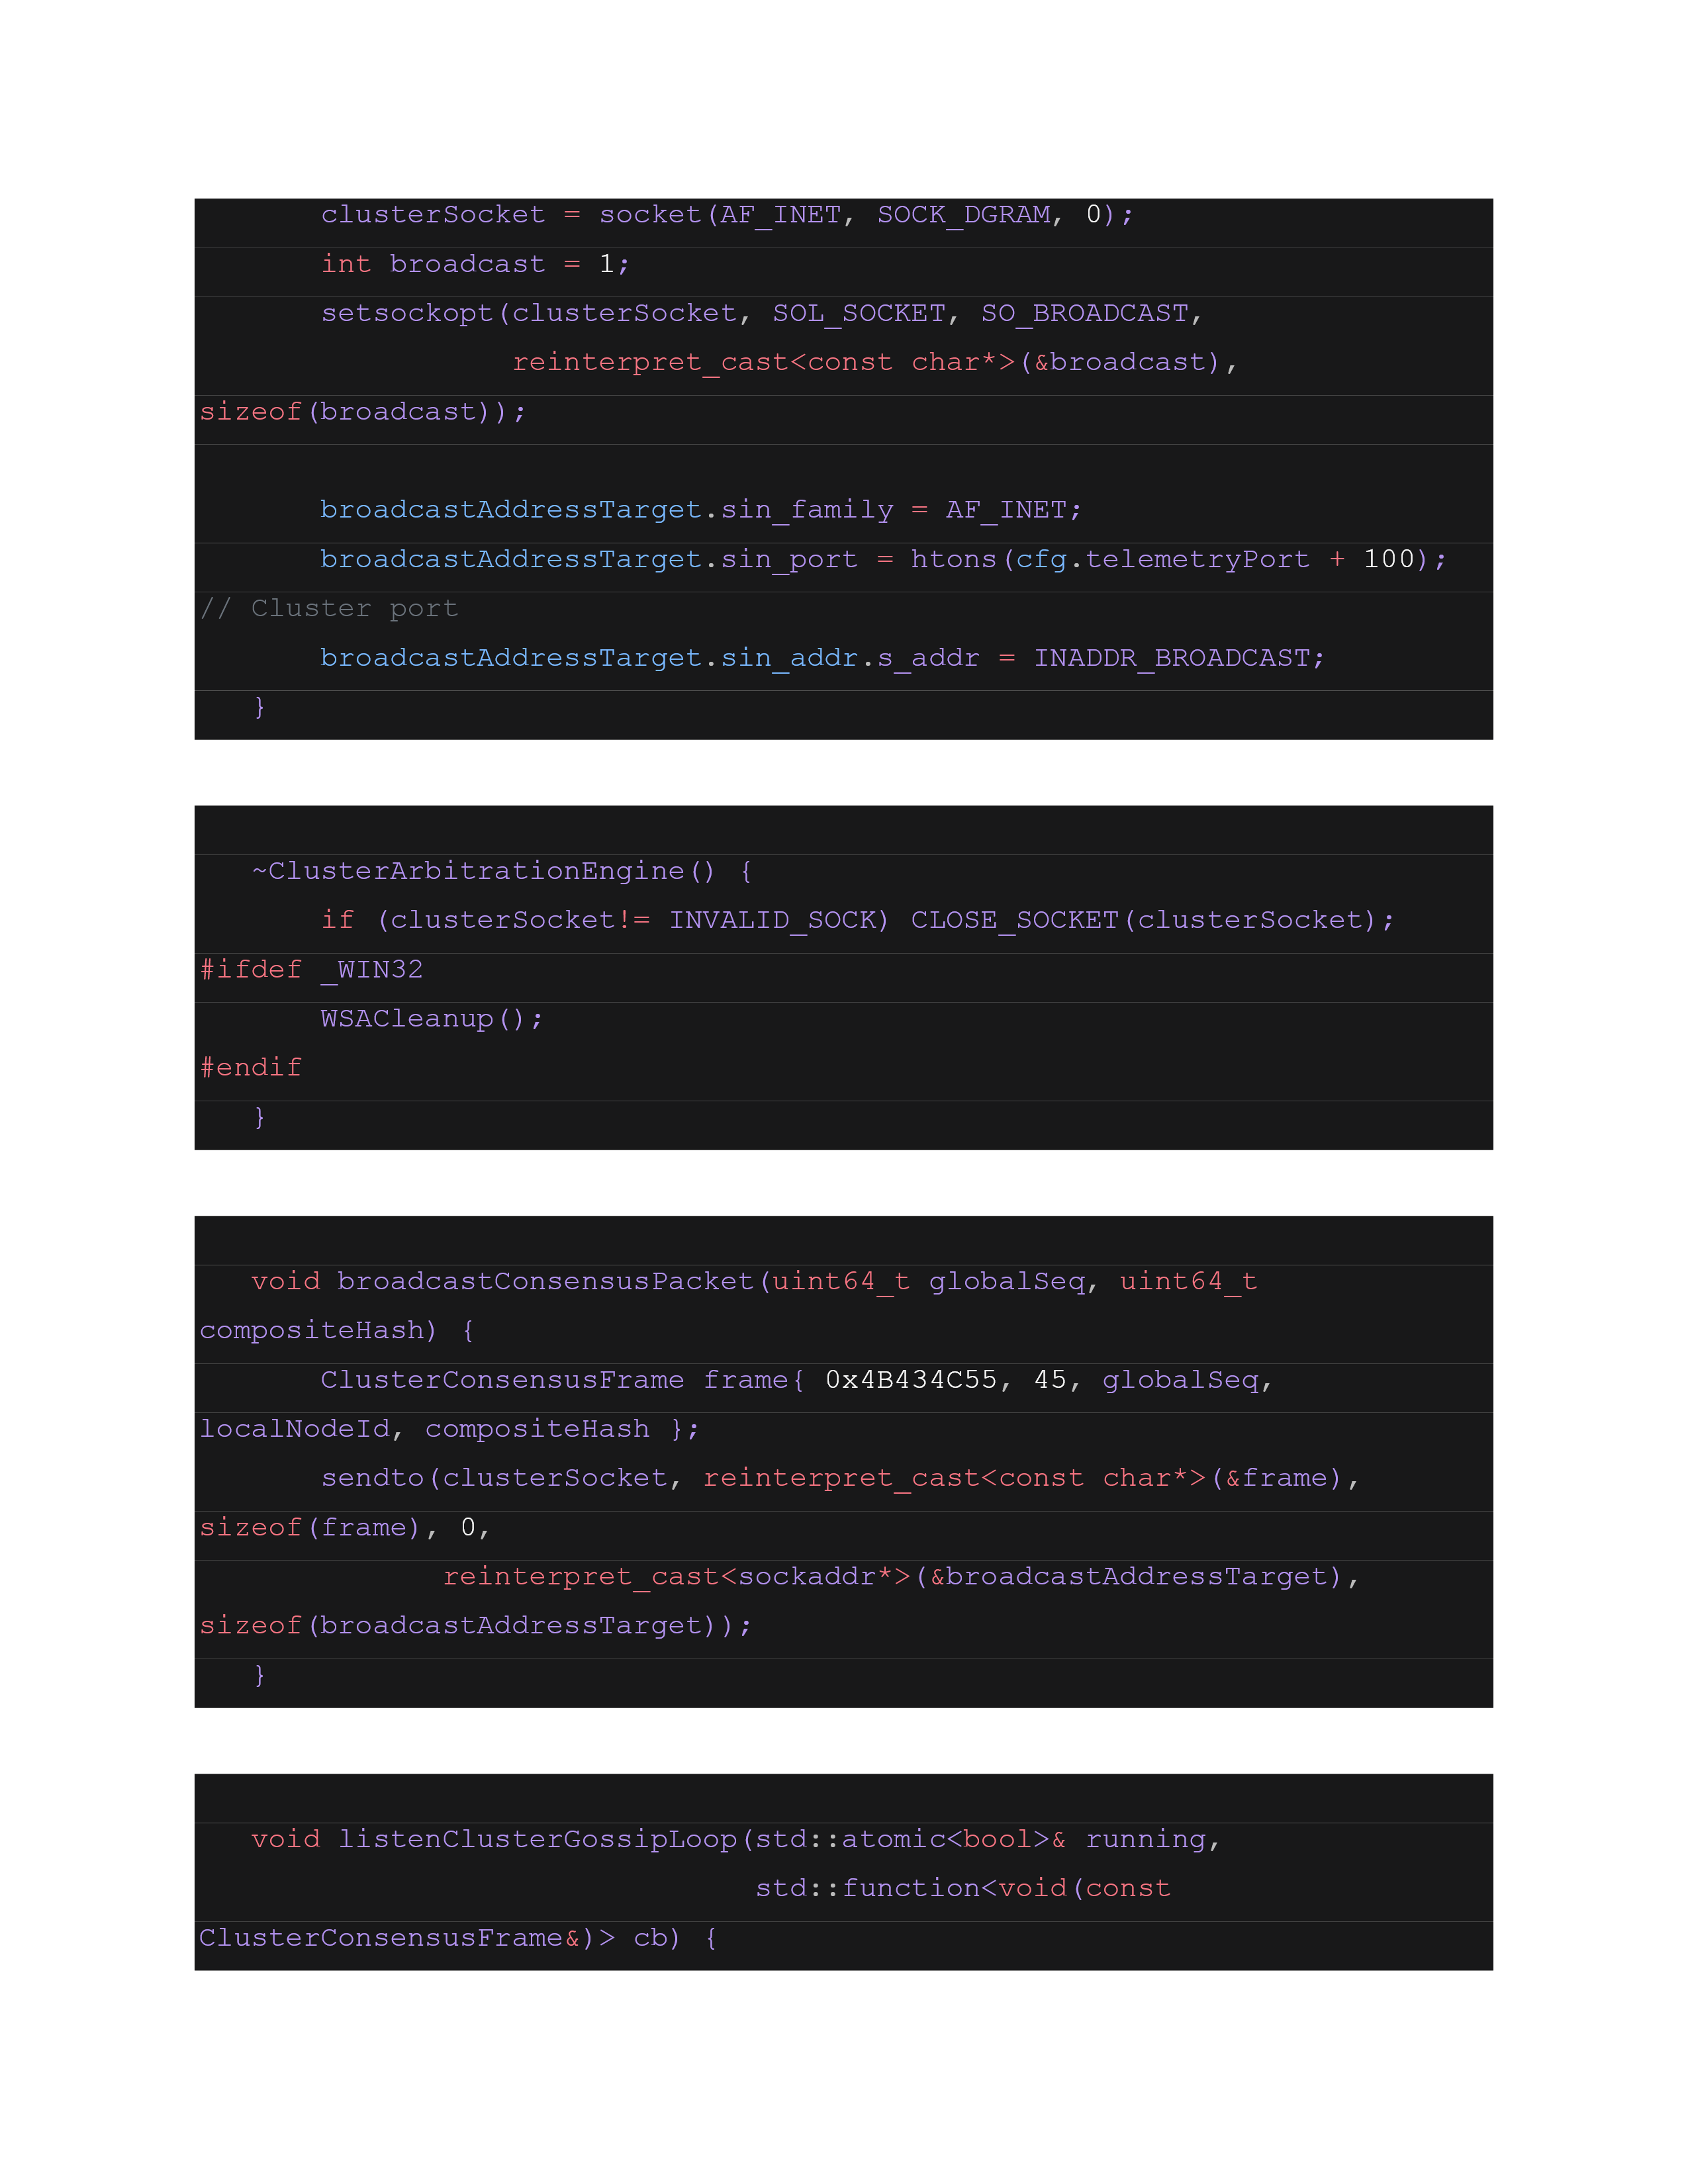 clusterSocket = socket(AF_INET, SOCK_DGRAM, 0);
int broadcast = 1;
setsockopt(clusterSocket, SOL_SOCKET, SO_BROADCAST,
reinterpret_cast<const char*>(&broadcast),
sizeof(broadcast));
broadcastAddressTarget.sin_family = AF_INET;
broadcastAddressTarget.sin_port = htons(cfg.telemetryPort + 100);
// Cluster port
broadcastAddressTarget.sin_addr.s_addr = INADDR_BROADCAST;
}
~ClusterArbitrationEngine() {
if (clusterSocket!= INVALID_SOCK) CLOSE_SOCKET(clusterSocket);
#ifdef _WIN32
WSACleanup();
#endif
}
void broadcastConsensusPacket(uint64_t globalSeq, uint64_t
compositeHash) {
ClusterConsensusFrame frame{ 0x4B434C55, 45, globalSeq,
localNodeId, compositeHash };
sendto(clusterSocket, reinterpret_cast<const char*>(&frame),
sizeof(frame), 0,
reinterpret_cast<sockaddr*>(&broadcastAddressTarget),
sizeof(broadcastAddressTarget));
}
void listenClusterGossipLoop(std::atomic<bool>& running,
std::function<void(const
ClusterConsensusFrame&)> cb) {